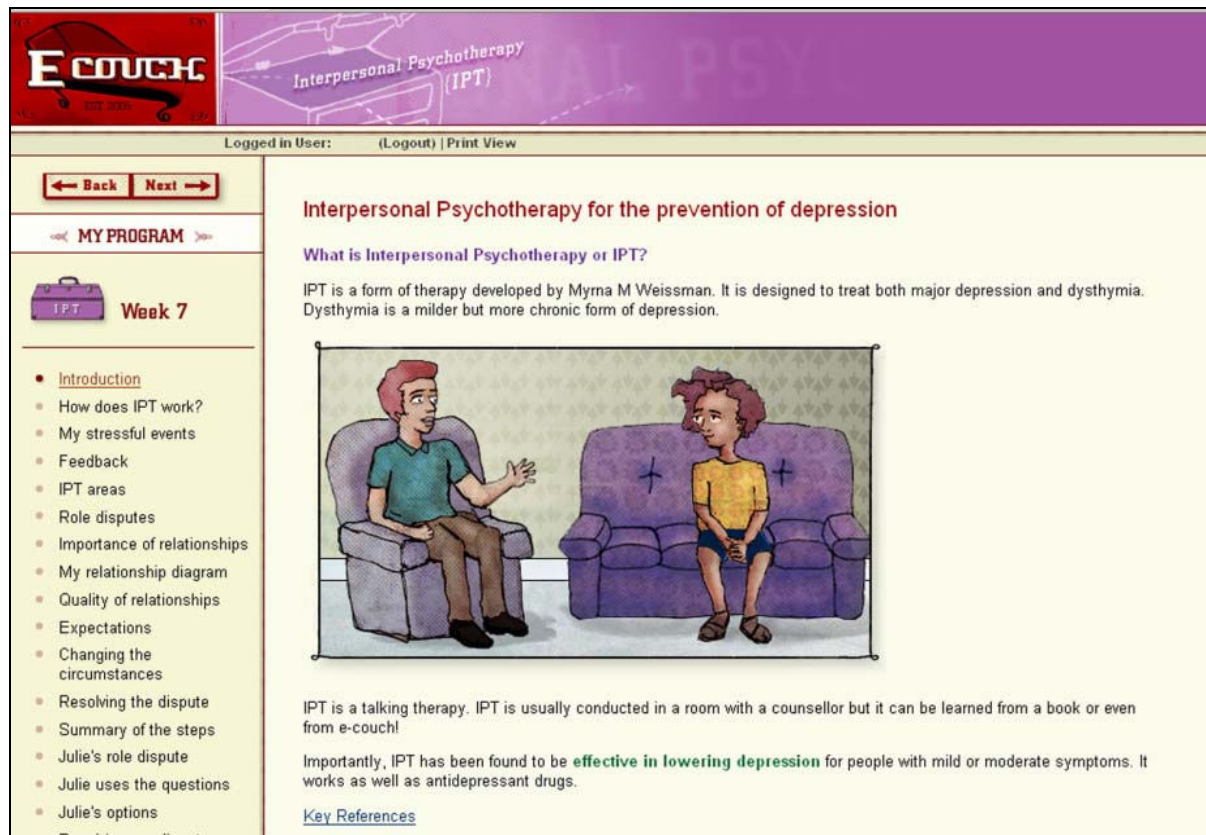 E COUCH.
EST 2005
Interpersonal Psychotherapy
{IPT}
NAL PSYC
Logged in User: (Logout) | Print View
Back Next
MY PROGRAM
IPT
Week 7
Introduction
How does IPT work?
My stressful events
Feedback
IPT areas
Role disputes
Importance of relationships
My relationship diagram
Quality of relationships
Expectations
Changing the
circumstances
Resolving the dispute
Summary of the steps
Julie's role dispute
Julie uses the questions
Julie's options
Interpersonal Psychotherapy for the prevention of depression
What is Interpersonal Psychotherapy or IPT?
IPT is a form of therapy developed by Myrna M Weissman. It is designed to treat both major depression and dysthymia.
Dysthymia is a milder but more chronic form of depression.
IPT is a talking therapy. IPT is usually conducted in a room with a counsellor but it can be learned from a book or even
from e-couch!
Importantly, IPT has been found to be effective in lowering depression for people with mild or moderate symptoms. It
works as well as antidepressant drugs.
Key References